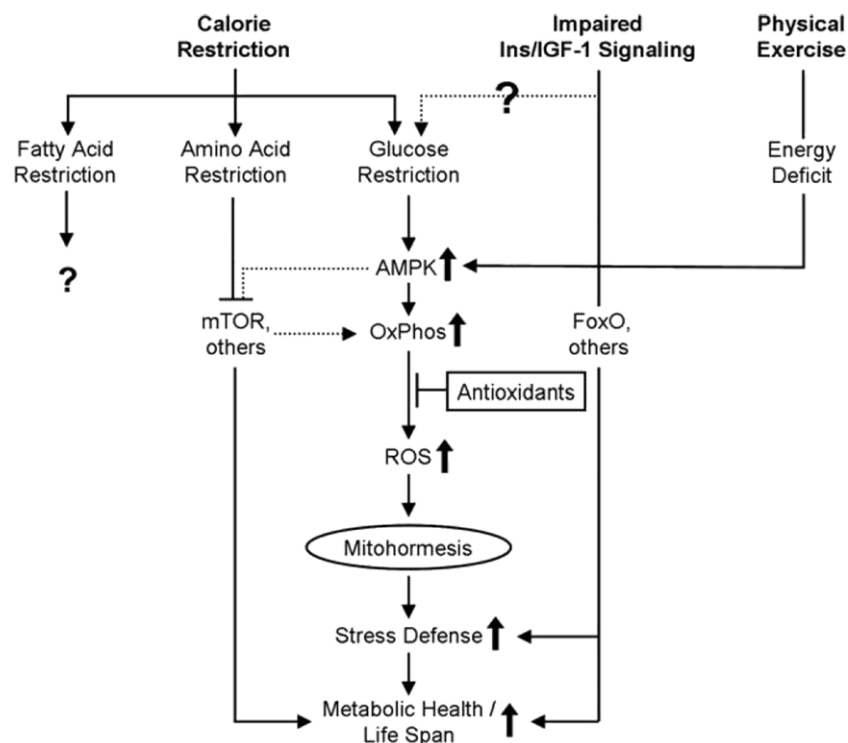 Calorie
Restriction
Impaired
Ins/IGF-1 Signaling
Physical
Exercise
?
Fatty Acid
Restriction
Amino Acid
Restriction
Glucose
Restriction
Energy
Deficit
?
AMPK
mTOR,
others
OxPhos
FoxO,
others
Antioxidants
ROS
Mitohormesis
Stress Defense
Metabolic Health /
Life Span